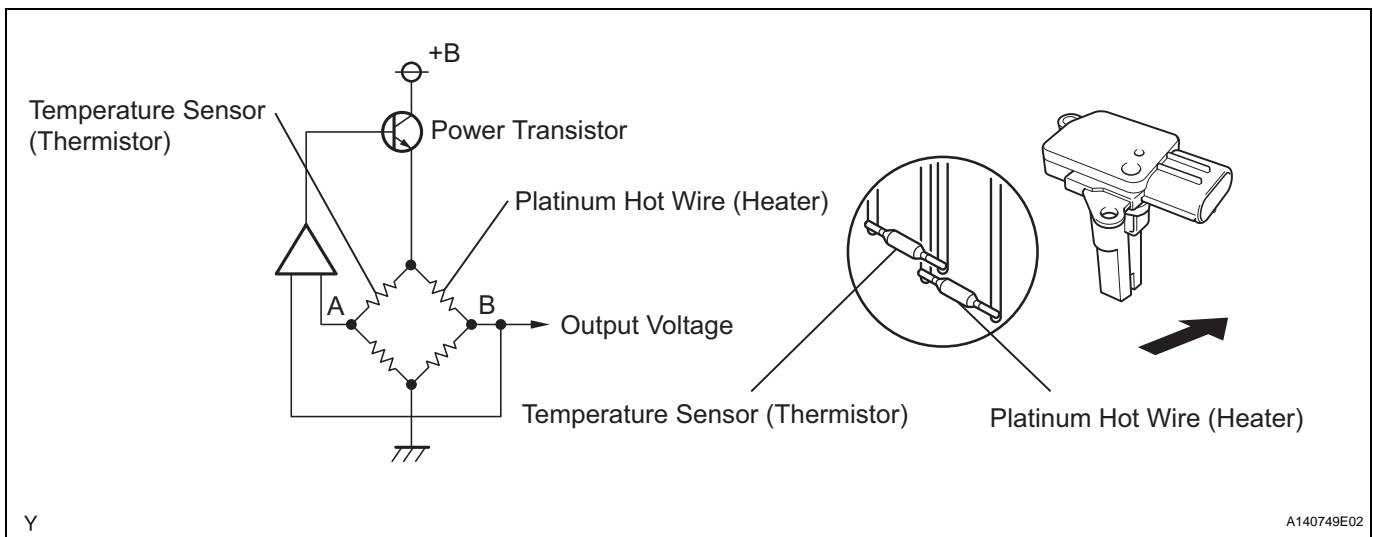 +B
Temperature Sensor
(Thermistor)
Power Transistor
Platinum Hot Wire (Heater)
A
B
Output Voltage
Temperature Sensor (Thermistor)
Platinum Hot Wire (Heater)
Y
A140749E02